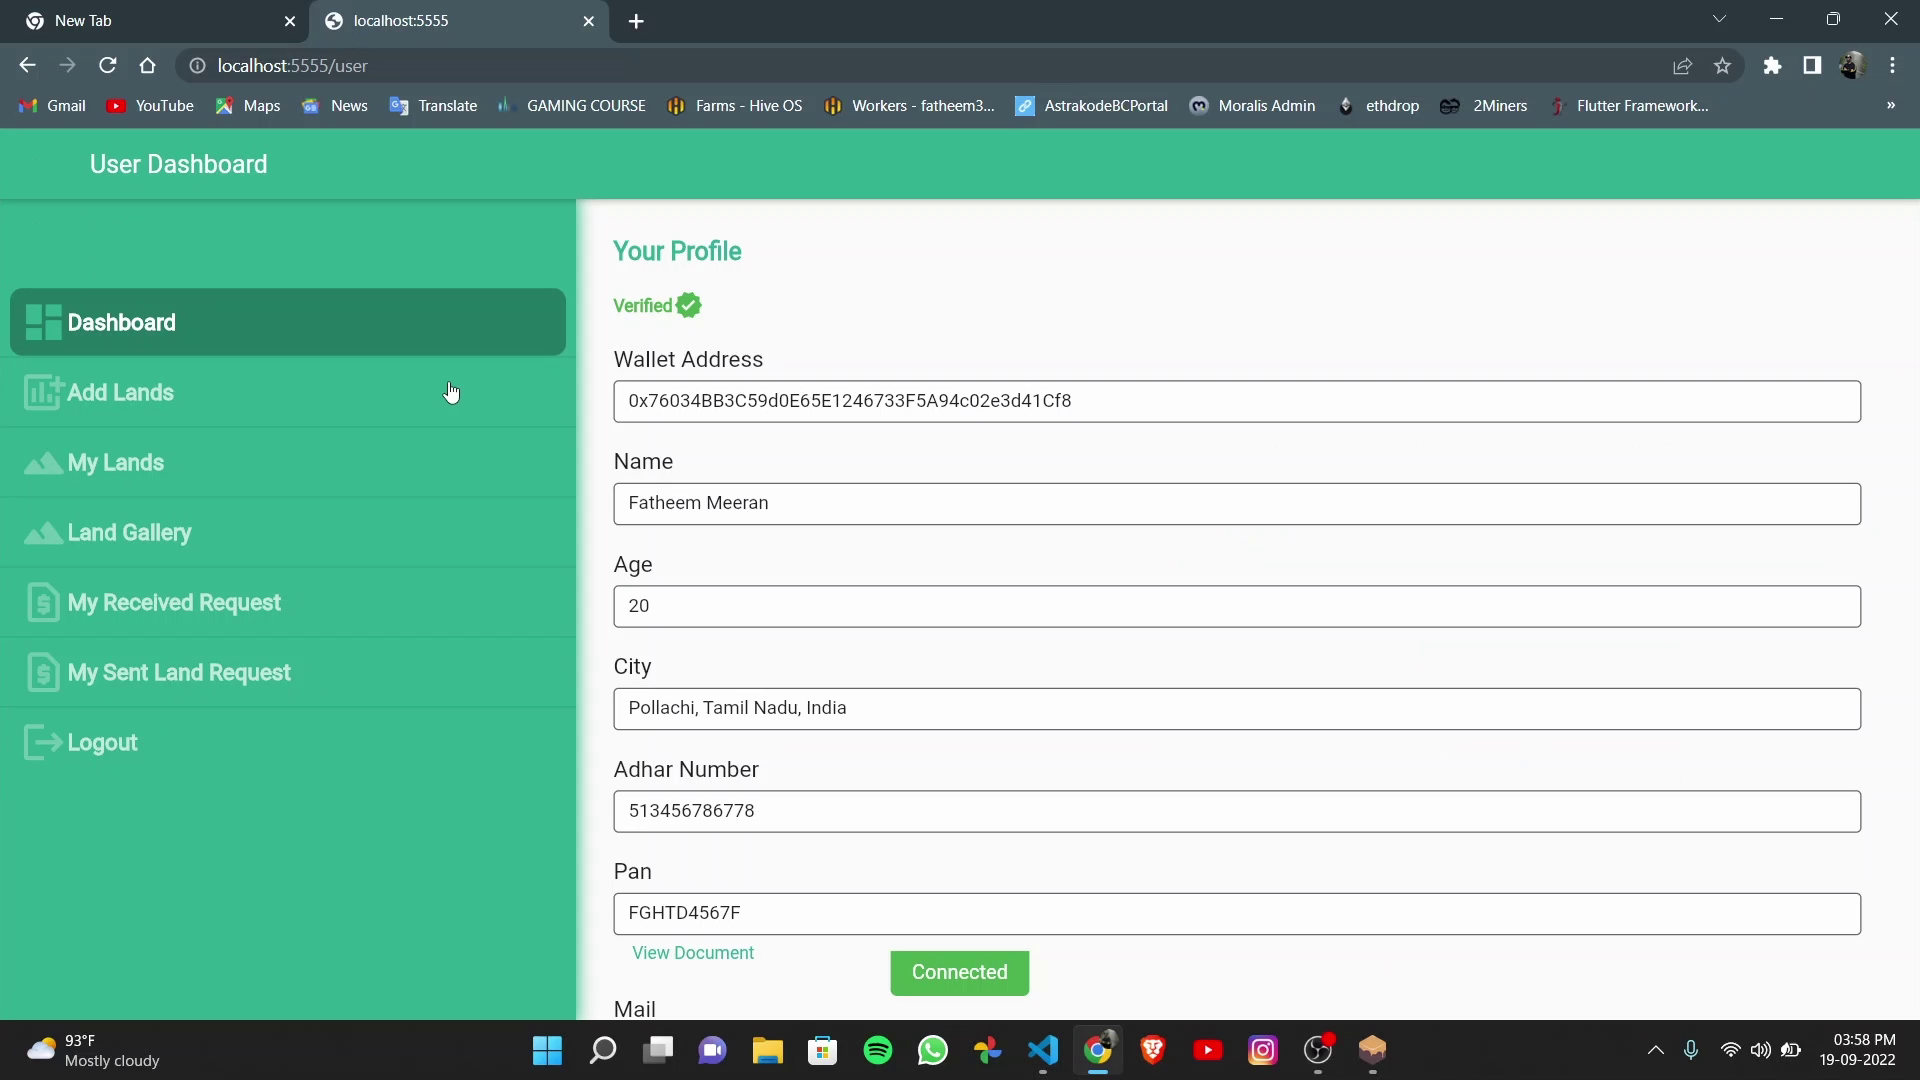 New Tab
localhost:5555
localhost:5555/user
Gmail YouTube Maps News Translate GAMING COURSE Farms - Hive OS Workers - fatheem3... AstrakodeBCPortal Moralis Admin ethdrop 2Miners Flutter Framework... »
User Dashboard
Dashboard
Add Lands
My Lands
Land Gallery
My Received Request
My Sent Land Request
Logout
Your Profile
Verified
Wallet Address
0x76034BB3C59d0E65E1246733F5A94c02e3d41Cf8
Name
Fatheem Meeran
Age
20
City
Pollachi, Tamil Nadu, India
Adhar Number
513456786778
Pan
FGHTD4567F
View Document
Connected
Mail
93°F
Mostly cloudy
03:58 PM
19-09-2022